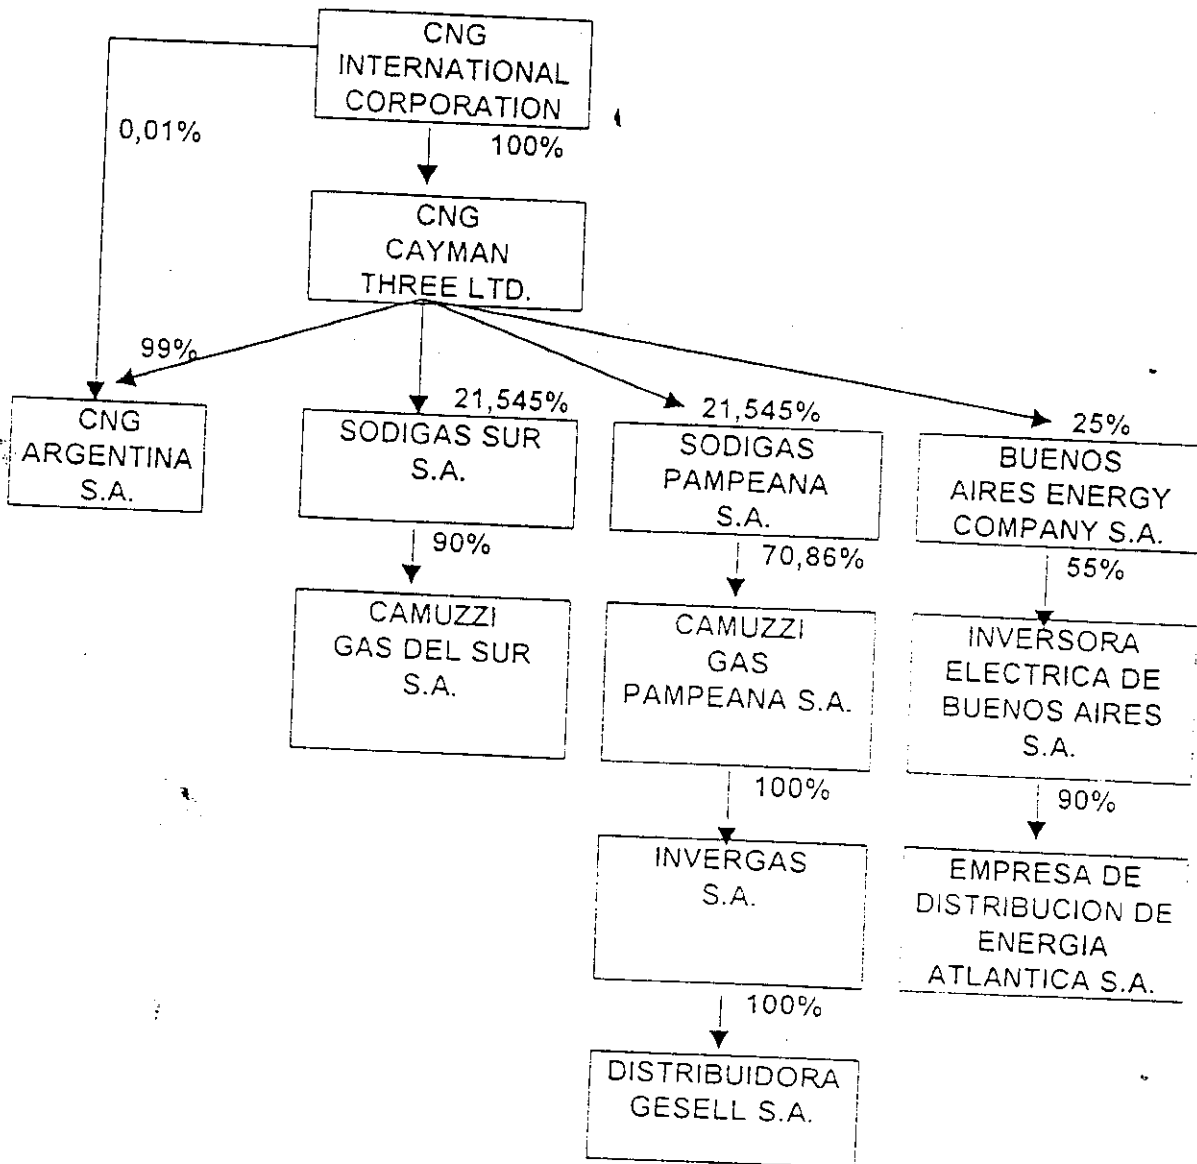 CNG
INTERNATIONAL
CORPORATION
0,01%
100%
CNG
CAYMAN
THREE LTD.
99%
21,545%
21,545%
25%
CNG
ARGENTINA
S.A.
SODIGAS SUR
S.A.
SODIGAS
PAMPEANA
S.A.
BUENOS
AIRES ENERGY
COMPANY S.A.
90%
70,86%
55%
CAMUZZI
GAS DEL SUR
S.A.
CAMUZZI
GAS
PAMPEANA S.A.
INVERSORA
ELECTRICA DE
BUENOS AIRES
S.A.
100%
90%
INVERGAS
S.A.
EMPRESA DE
DISTRIBUCION DE
ENERGIA
ATLANTICA S.A.
100%
DISTRIBUIDORA
GESELL S.A.